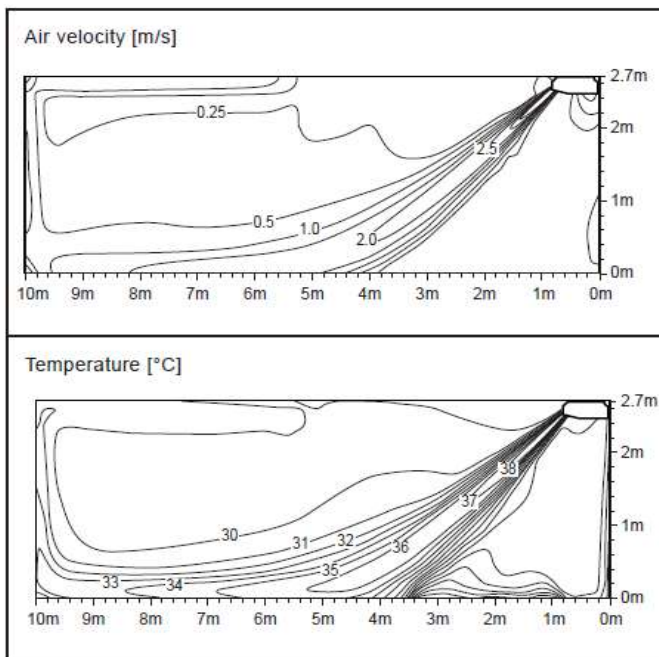 Air velocity [m/s]
2.7m
0.25
2m
2.5
1m
0.5
1.0
2.0
0m
10m 9m 8m 7m 6m 5m 4m 3m 2m 1m 0m
Temperature [°C]
2.7m
2m
38
37
1m
30
31
32
36
35
33
34
0m
10m 9m 8m 7m 6m 5m 4m 3m 2m 1m 0m